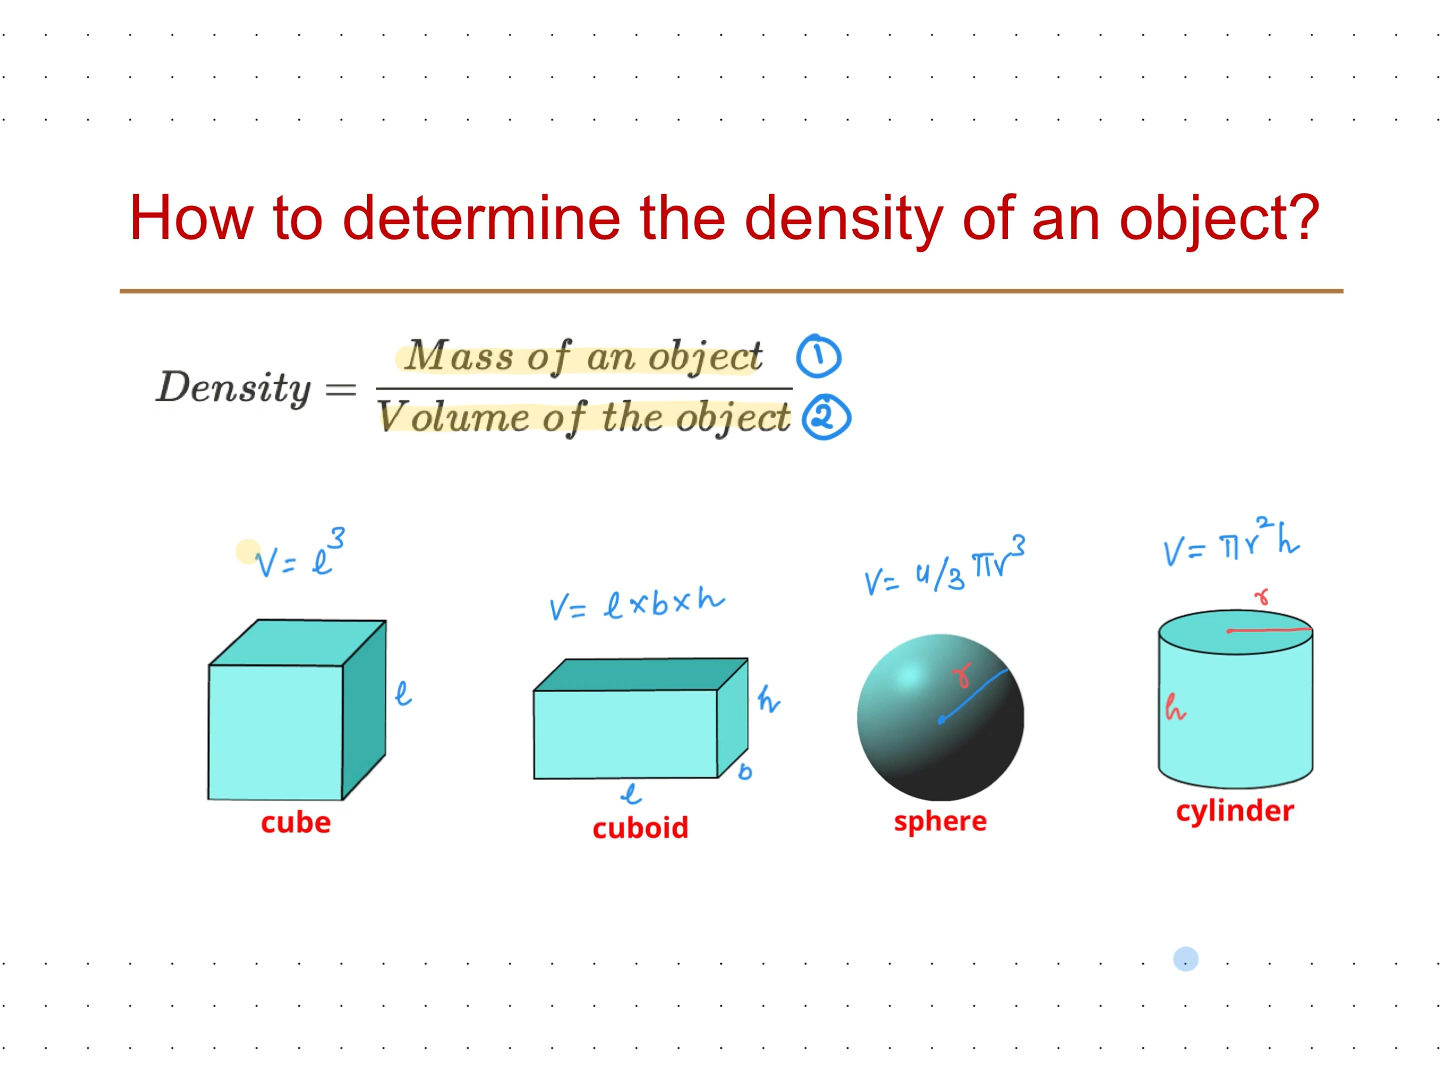 How to determine the density of an object?
Mass of an object ①
Density =
Volume of the object ②
V = l³
V = l×b×h
V= 4/3 πr³
V= πr²h
l
h
b
l
r
r
h
cube
cuboid
sphere
cylinder